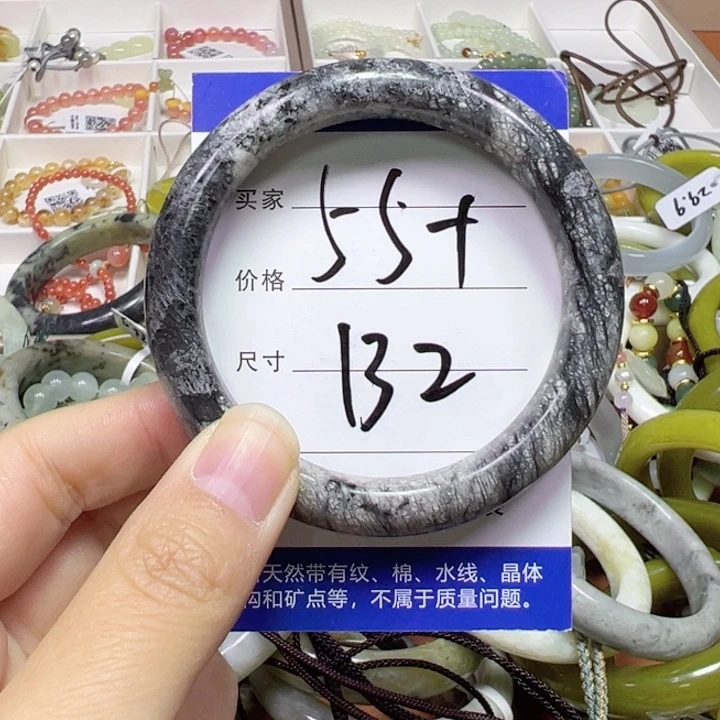 买家
55+
价格
尺寸
132
天然带有纹、棉、水线、晶体
和矿点等，不属于质量问题。
29.9